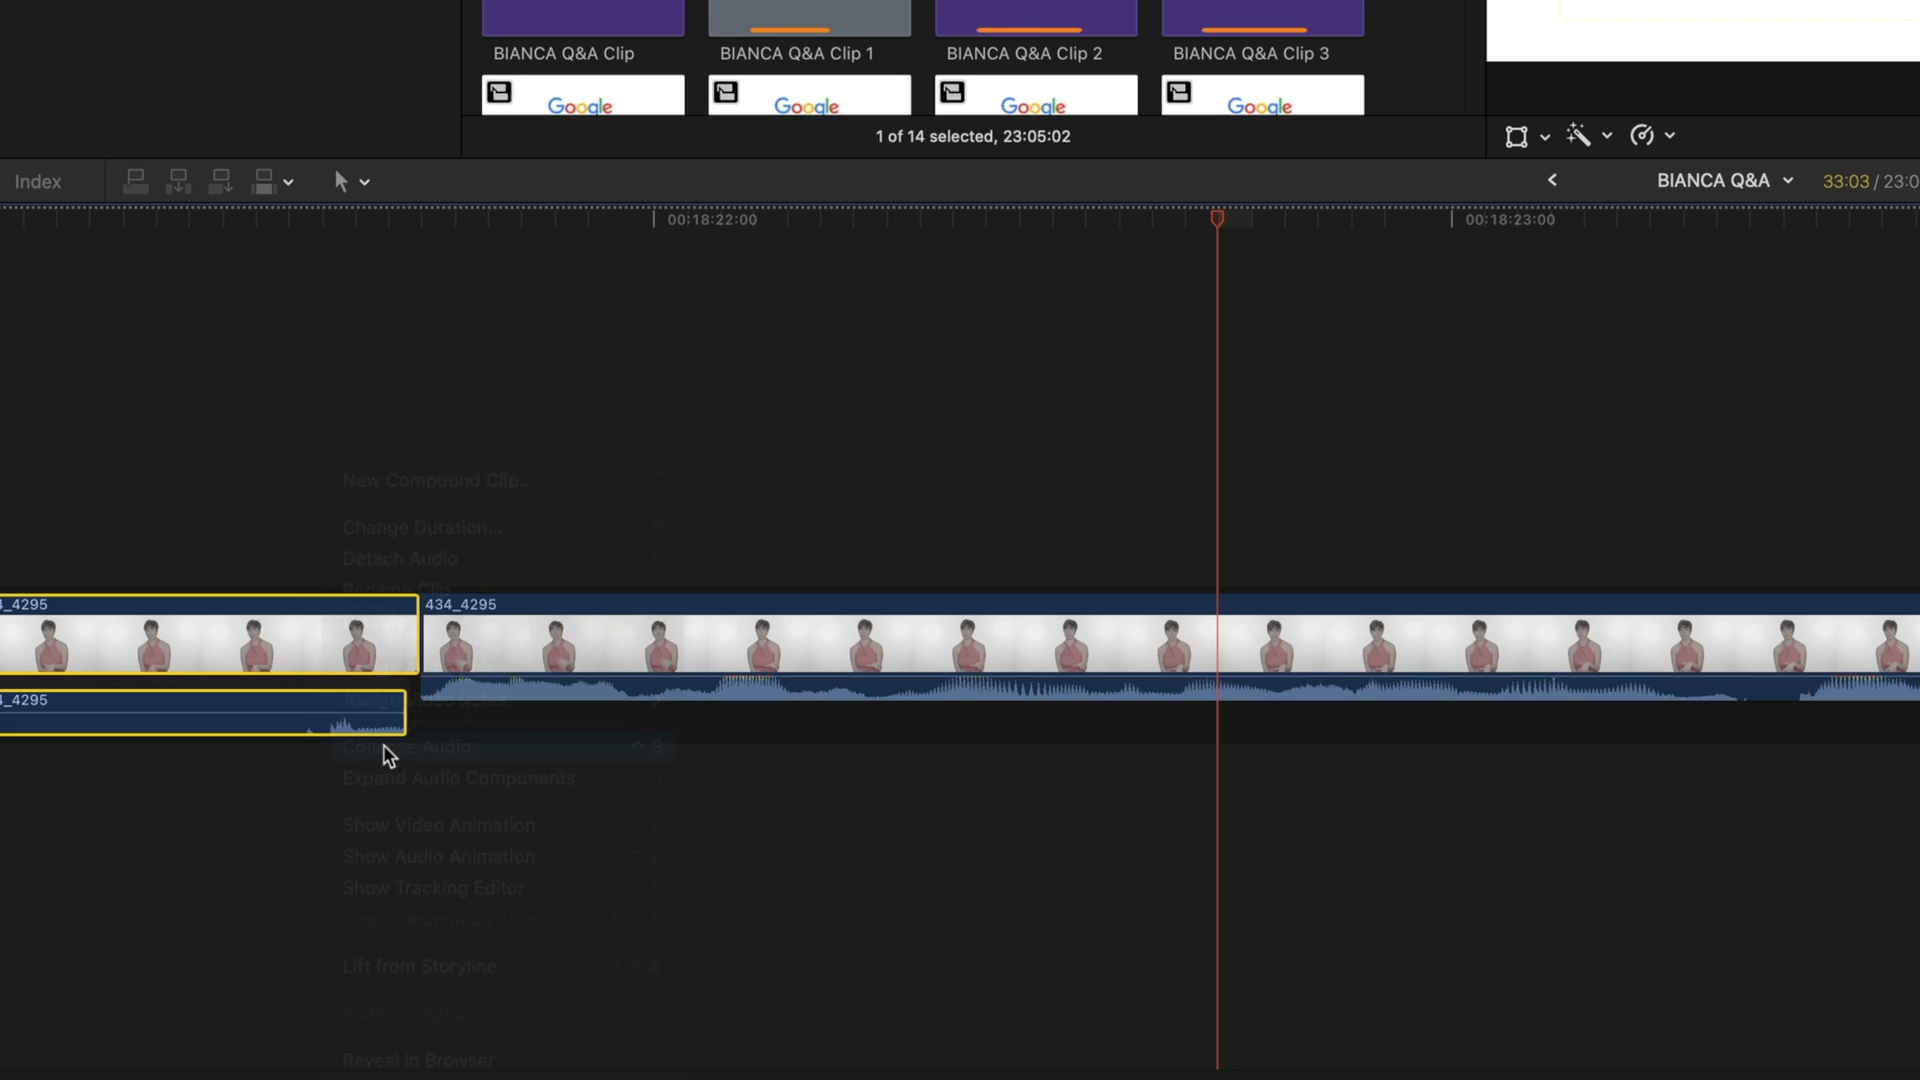 BIANCA Q&A Clip
BIANCA Q&A Clip 1
BIANCA Q&A Clip 2
BIANCA Q&A Clip 3
Google
Google
Google
Google
1 of 14 selected, 23:05:02
Index
BIANCA Q&A
33:03 / 23:0
00:18:22:00
00:18:23:00
New Compound Clip...
Change Duration...
Detach Audio
Rename Clip
_4295
434_4295
_4295
Collapse Audio S
Expand Audio Components
Show Video Animation
Show Audio Animation
Show Tracking Editor
Lift from Storyline
Reveal in Browser